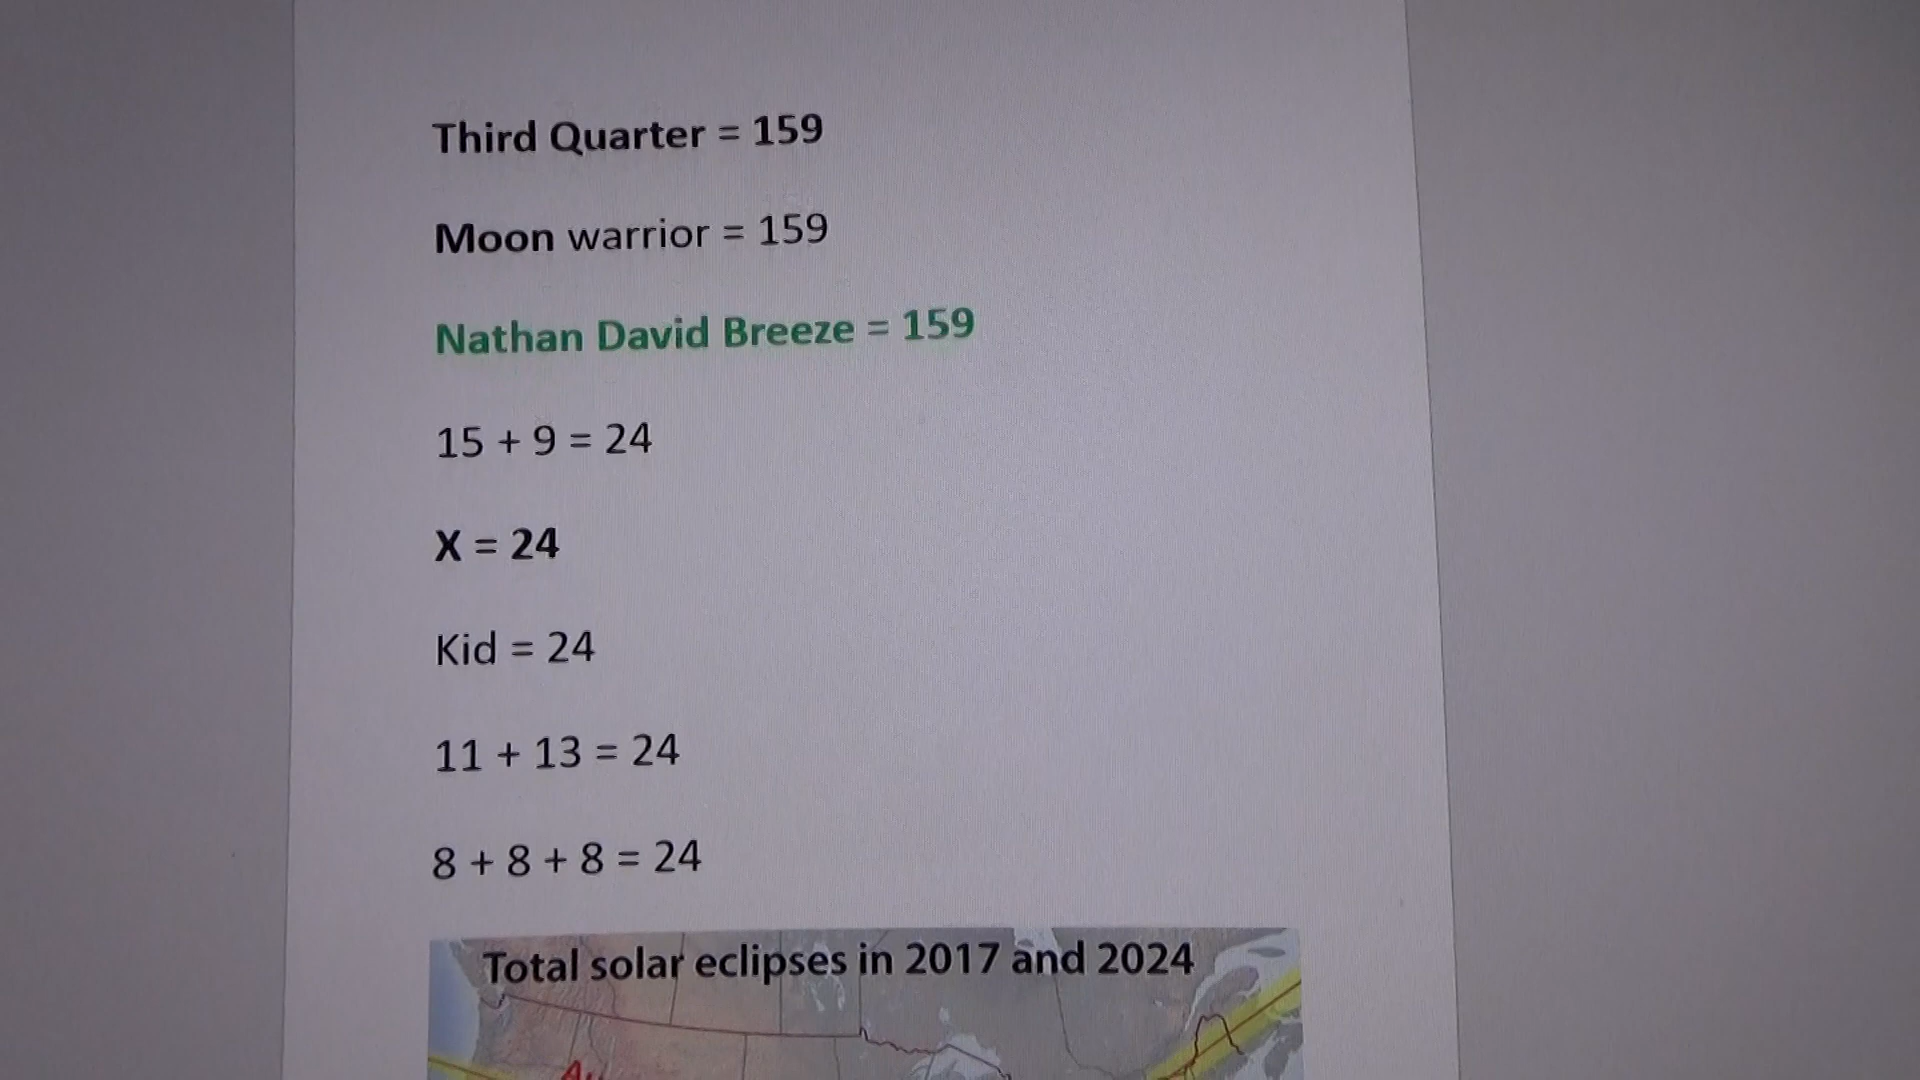 Third Quarter = 159
Moon warrior = 159
Nathan David Breeze = 159
15 + 9 = 24
X = 24
Kid = 24
11 + 13 = 24
8 + 8 + 8 = 24
Total solar eclipses in 2017 and 2024